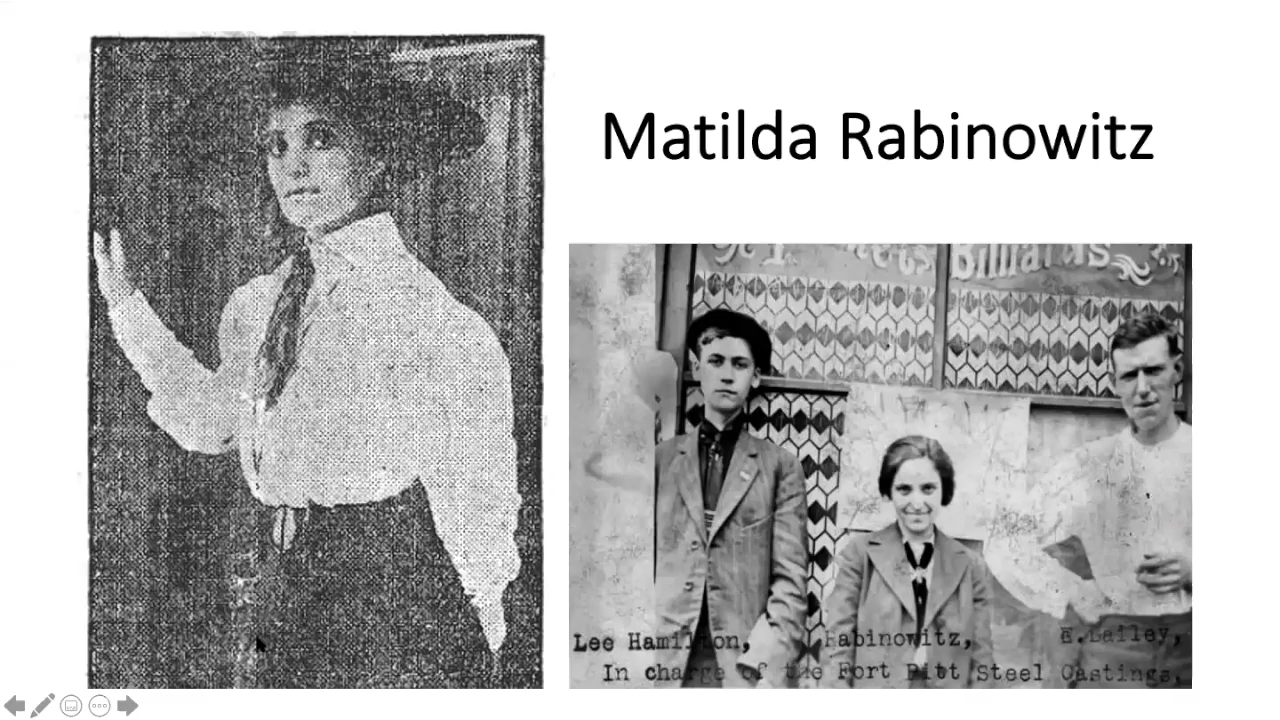 Matilda Rabinowitz
Billiards
Lee Hamilton, Rabinowitz, E. Lailey,
In charge of the Fort Pitt Steel Castings,